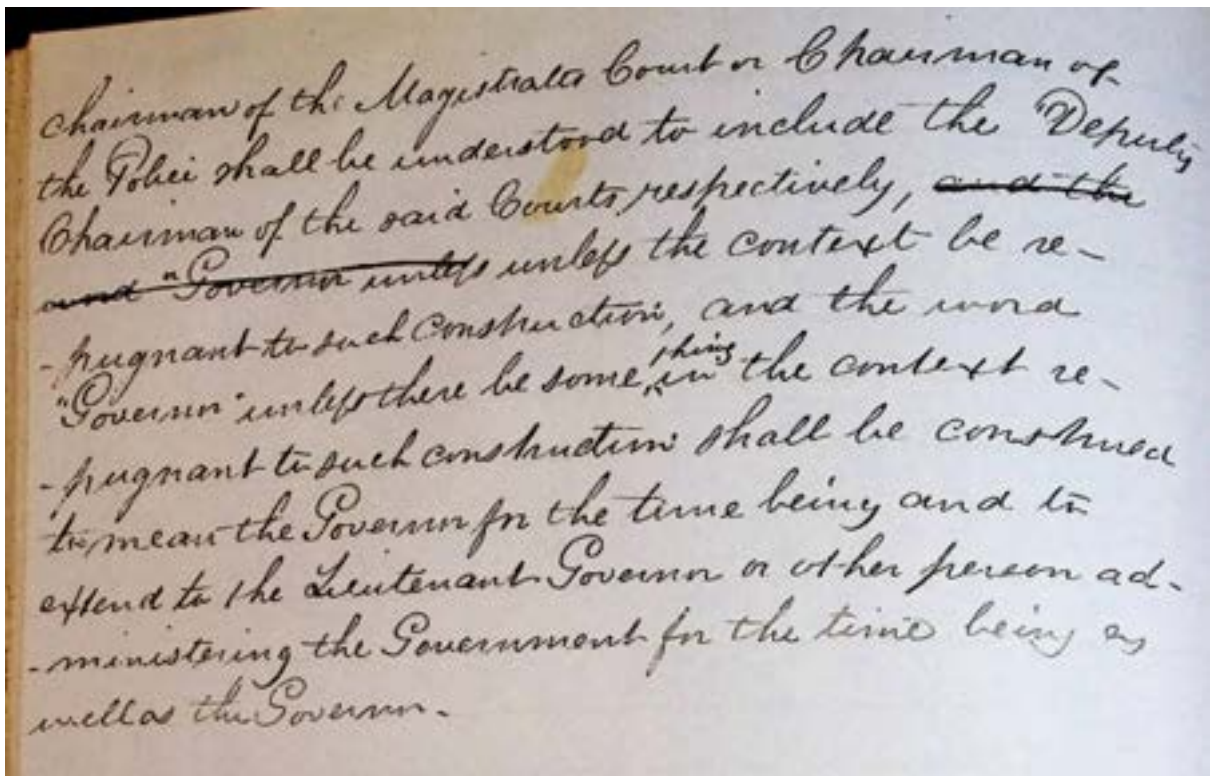 chairman of the Magistrates Court or Chairman of
the Police shall be understood to include the Deputy
Chairman of the said Courts respectively, and the
and "Governor unless unless the context be re-
-pugnant to such construction, and the word
"Governor" unless there be some thing in the context re-
-pugnant to such construction shall be construed
to mean the Governor for the time being and to
extend to the Lieutenant Governor or other person ad-
-ministering the Government for the time being as
well as the Governor.